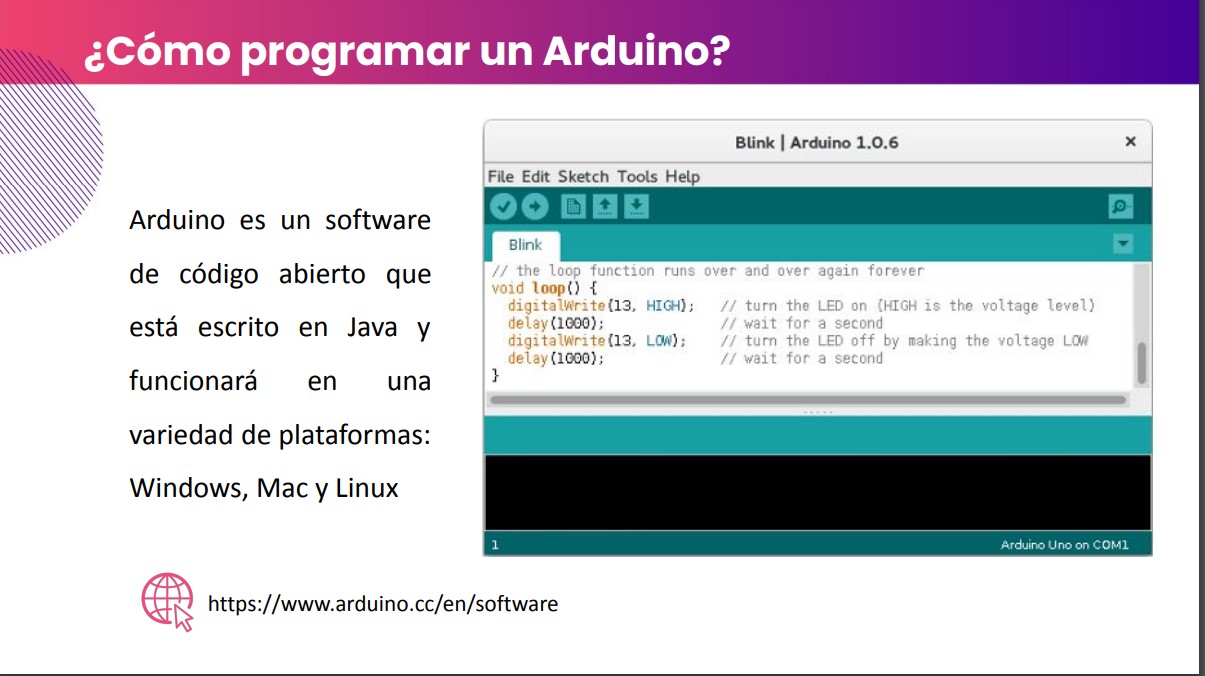 ¿Cómo programar un Arduino?
Arduino es un software
de código abierto que
está escrito en Java y
funcionará en una
variedad de plataformas:
Windows, Mac y Linux
Blink | Arduino 1.0.6
File Edit Sketch Tools Help
Blink
// the loop function runs over and over again forever
void loop() {
  digitalWrite(13, HIGH);   // turn the LED on (HIGH is the voltage level)
  delay(1000);              // wait for a second
  digitalWrite(13, LOW);    // turn the LED off by making the voltage LOW
  delay(1000);              // wait for a second
}
1
Arduino Uno on COM1
https://www.arduino.cc/en/software